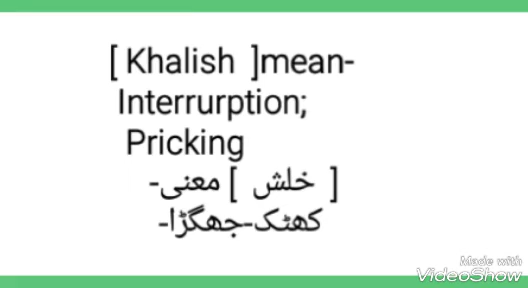 [ Khalish ]mean-
Interrurption;
Pricking
[ خلش ] معنی-
کھٹک-جھگڑا-
Made with
VideoShow